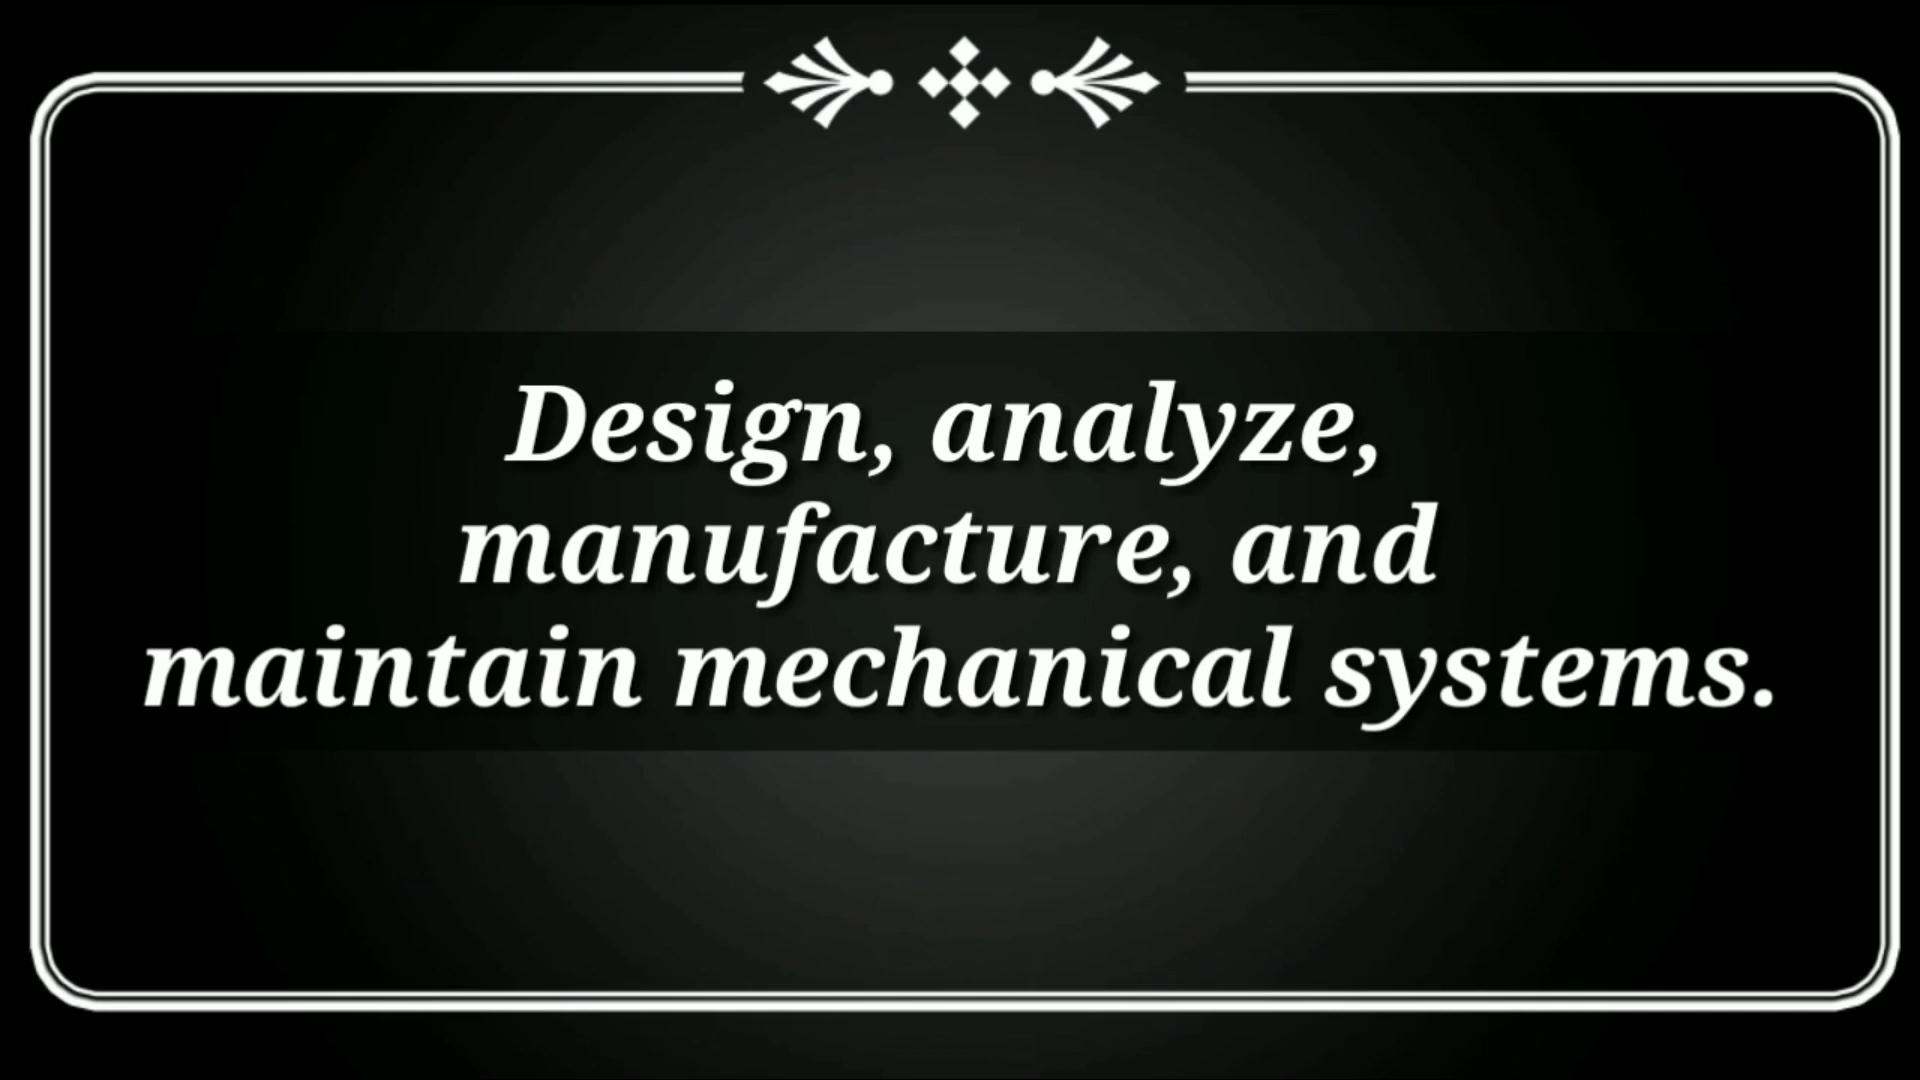 Design, analyze,
manufacture, and
maintain mechanical systems.